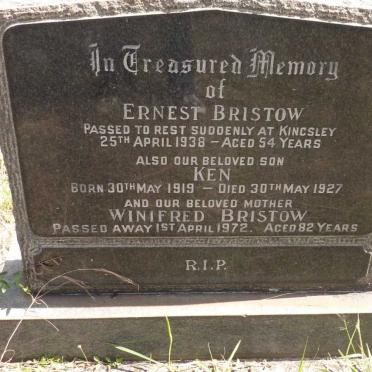 In Treasured Memory
of
ERNEST BRISTOW
PASSED TO REST SUDDENLY AT KINGSLEY
25TH APRIL 1938 – AGED 54 YEARS
ALSO OUR BELOVED SON
KEN
BORN 30TH MAY 1919 – DIED 30TH MAY 1927
AND OUR BELOVED MOTHER
WINIFRED BRISTOW
PASSED AWAY 1ST APRIL 1972. AGED 82 YEARS
R.I.P.